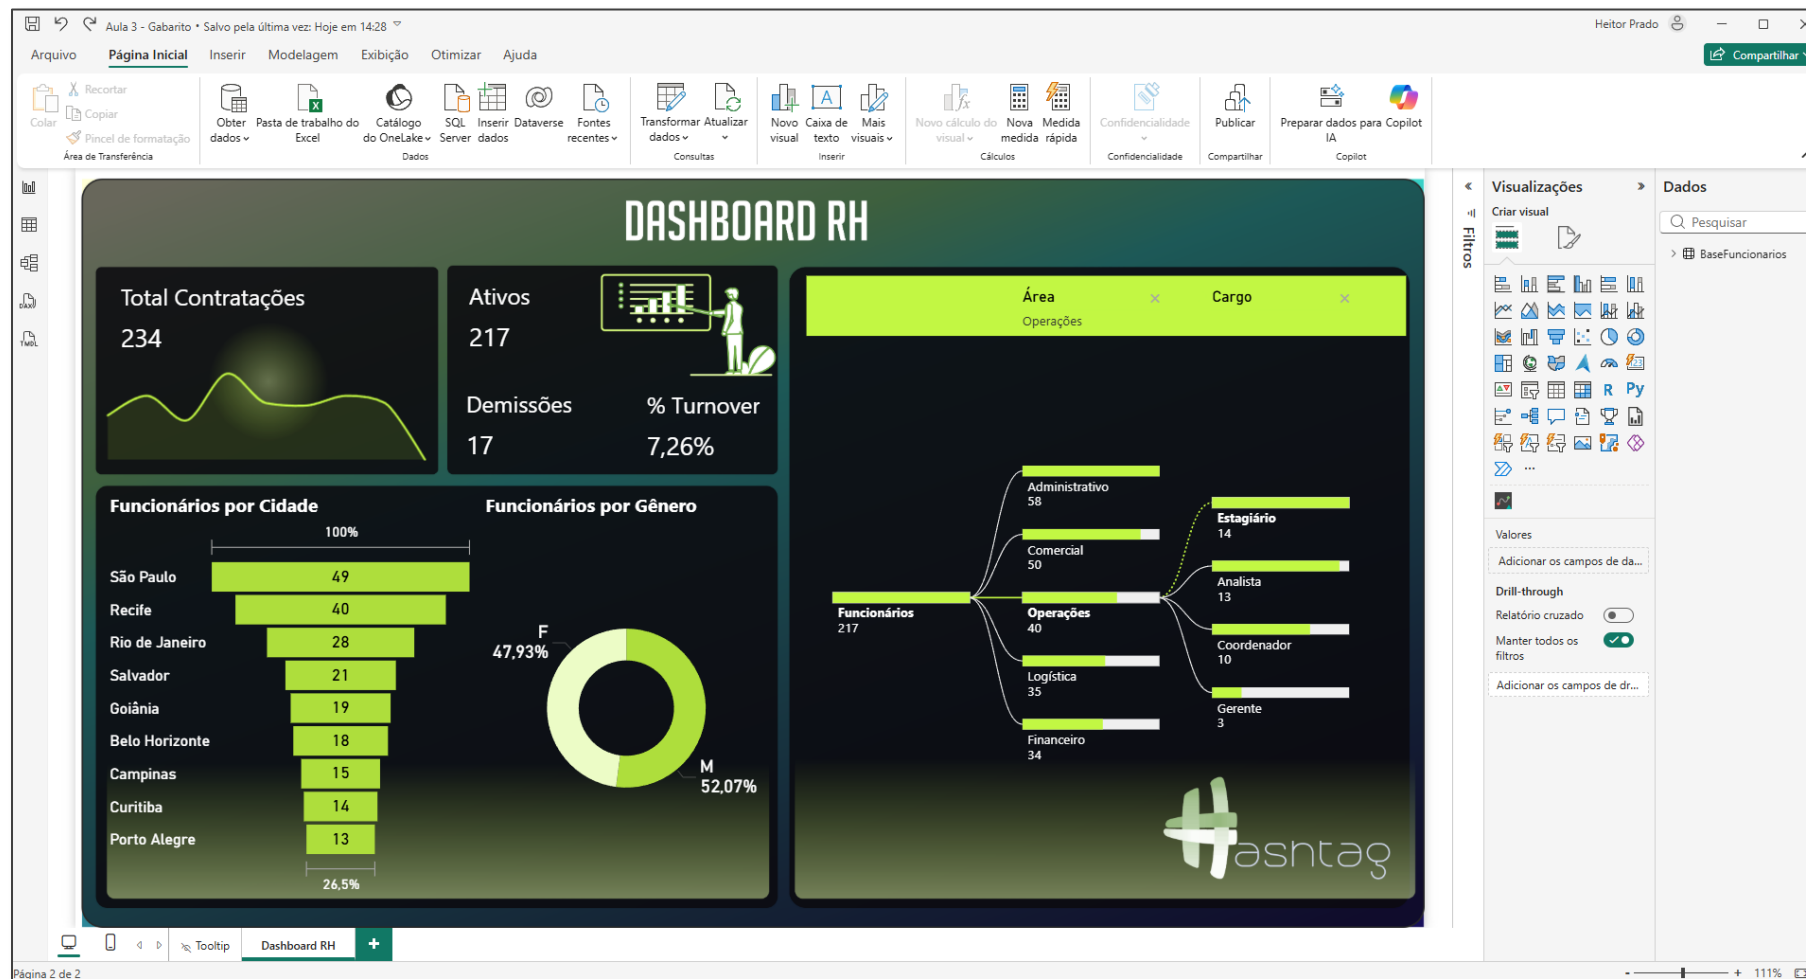 Aula 3 - Gabarito • Salvo pela última vez: Hoje em 14:28
Heitor Prado
Arquivo
Página Inicial
Inserir
Modelagem
Exibição
Otimizar
Ajuda
Compartilhar
Colar
Recortar
Copiar
Pincel de formatação
Área de Transferência
Obter dados
Pasta de trabalho do Excel
Catálogo do OneLake
SQL Server
Inserir dados
Dataverse
Fontes recentes
Dados
Transformar dados
Atualizar
Consultas
Novo visual
Caixa de texto
Mais visuais
Inserir
Novo cálculo do visual
Nova medida
Medida rápida
Cálculos
Confidencialidade
Confidencialidade
Publicar
Compartilhar
Preparar dados para IA
Copilot
Copilot
DAX
TMDL
DASHBOARD RH
Total Contratações
234
Ativos
217
Demissões
17
% Turnover
7,26%
Funcionários por Cidade
100%
São Paulo 49
Recife 40
Rio de Janeiro 28
Salvador 21
Goiânia 19
Belo Horizonte 18
Campinas 15
Curitiba 14
Porto Alegre 13
26,5%
Funcionários por Gênero
F
47,93%
M
52,07%
Área
Operações
Cargo
Funcionários
217
Administrativo
58
Comercial
50
Operações
40
Logística
35
Financeiro
34
Estagiário
14
Analista
13
Coordenador
10
Gerente
3
Hashtag
Filtros
Visualizações
Criar visual
123
R
Py
Valores
Adicionar os campos de da...
Drill-through
Relatório cruzado
Manter todos os
filtros
Adicionar os campos de dr...
Dados
Pesquisar
BaseFuncionarios
Tooltip
Dashboard RH
Página 2 de 2
111%